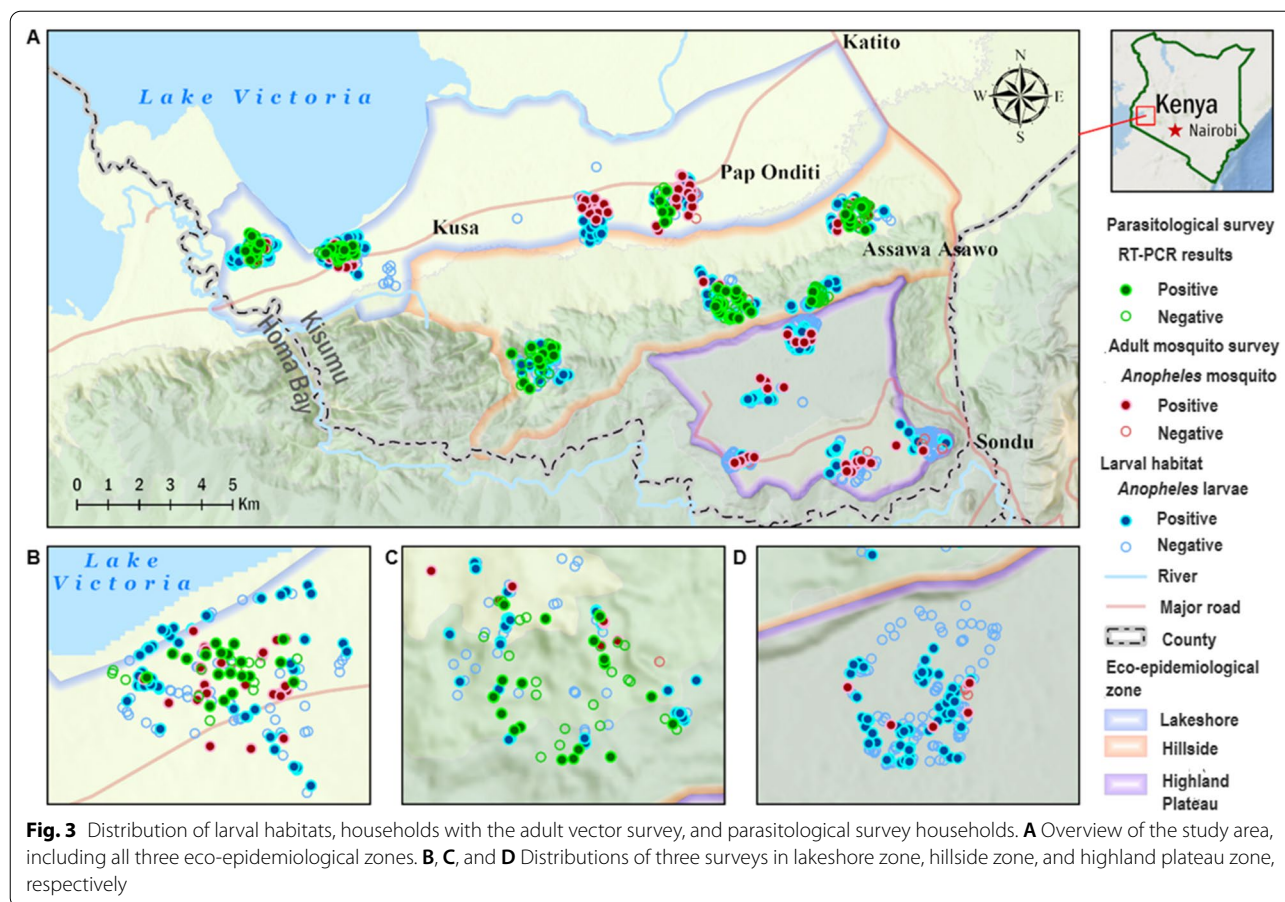 A
Katito
Lake Victoria
N
W E
S
Kenya
Nairobi
Pap Onditi
Kusa
Assawa Asawo
Kisumu
Homa Bay
Sondu
0 1 2 3 4 5
Km
Parasitological survey
RT-PCR results
Positive
Negative
Adult mosquito survey
Anopheles mosquito
Positive
Negative
Larval habitat
Anopheles larvae
Positive
Negative
River
Major road
County
Eco-epidemiological
zone
Lakeshore
Hillside
Highland
Plateau
B
Lake
Victoria
C
D
Fig. 3 Distribution of larval habitats, households with the adult vector survey, and parasitological survey households. A Overview of the study area,
including all three eco-epidemiological zones. B, C, and D Distributions of three surveys in lakeshore zone, hillside zone, and highland plateau zone,
respectively